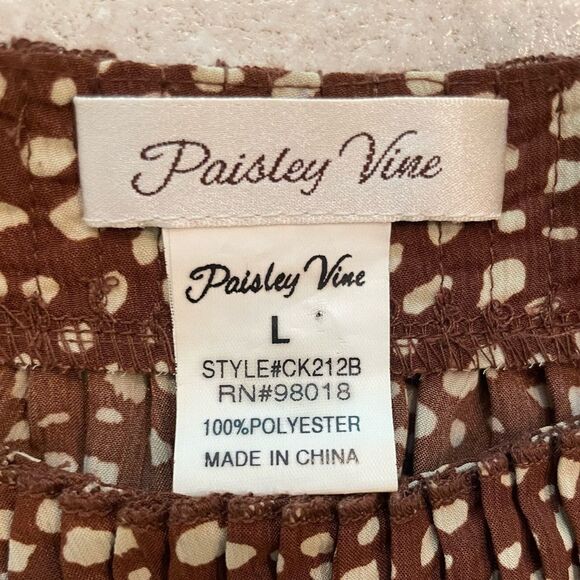 Paisley Vine
Paisley Vine
L
STYLE#CK212B
RN#98018
100%POLYESTER
MADE IN CHINA